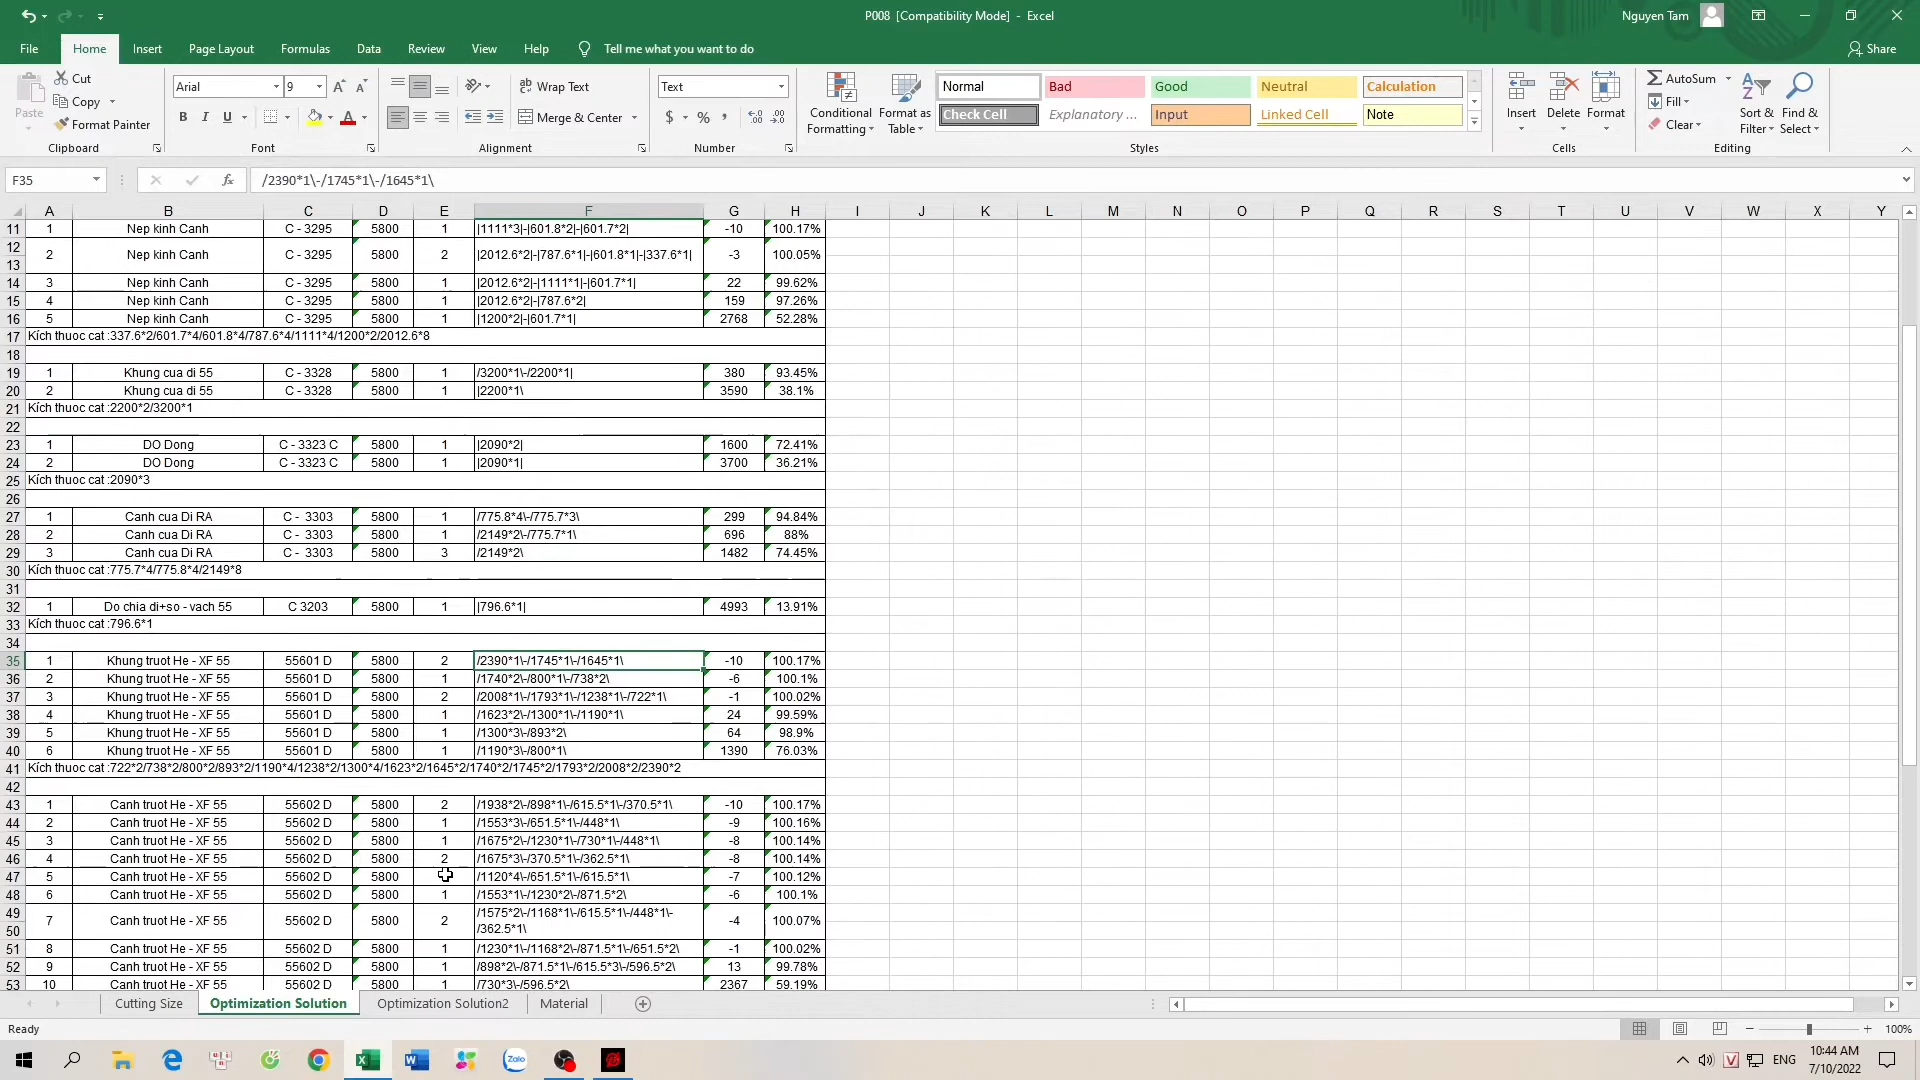 P008 [Compatibility Mode] - Excel
Nguyen Tam
File Home Insert Page Layout Formulas Data Review View Help Tell me what you want to do Share
Paste Cut Copy Format Painter Clipboard
Arial 9 Font
Wrap Text Merge & Center Alignment
Text $ % , Number
Conditional Formatting Format as Table
Normal Bad Good Neutral Calculation
Check Cell Explanatory ... Input Linked Cell Note
Styles
Insert Delete Format Cells
AutoSum Fill Clear Sort & Filter Find & Select Editing
F35 fx /2390*1\-/1745*1\-/1645*1\
A B C D E F G H I J K L M N O P Q R S T U V W X Y
11 1 Nep kinh Canh C - 3295 5800 1 |1111*3|-|601.8*2|-|601.7*2| -10 100.17%
12
13 2 Nep kinh Canh C - 3295 5800 2 |2012.6*2|-|787.6*1|-|601.8*1|-|337.6*1| -3 100.05%
14 3 Nep kinh Canh C - 3295 5800 1 |2012.6*2|-|1111*1|-|601.7*1| 22 99.62%
15 4 Nep kinh Canh C - 3295 5800 1 |2012.6*2|-|787.6*2| 159 97.26%
16 5 Nep kinh Canh C - 3295 5800 1 |1200*2|-|601.7*1| 2768 52.28%
17 Kích thuoc cat :337.6*2/601.7*4/601.8*4/787.6*4/1111*4/1200*2/2012.6*8
18
19 1 Khung cua di 55 C - 3328 5800 1 /3200*1\-/2200*1| 380 93.45%
20 2 Khung cua di 55 C - 3328 5800 1 |2200*1\ 3590 38.1%
21 Kích thuoc cat :2200*2/3200*1
22
23 1 DO Dong C - 3323 C 5800 1 |2090*2| 1600 72.41%
24 2 DO Dong C - 3323 C 5800 1 |2090*1| 3700 36.21%
25 Kích thuoc cat :2090*3
26
27 1 Canh cua Di RA C - 3303 5800 1 /775.8*4\-/775.7*3\ 299 94.84%
28 2 Canh cua Di RA C - 3303 5800 1 /2149*2\-/775.7*1\ 696 88%
29 3 Canh cua Di RA C - 3303 5800 3 /2149*2\ 1482 74.45%
30 Kích thuoc cat :775.7*4/775.8*4/2149*8
31
32 1 Do chia di+so - vach 55 C 3203 5800 1 |796.6*1| 4993 13.91%
33 Kích thuoc cat :796.6*1
34
35 1 Khung truot He - XF 55 55601 D 5800 2 /2390*1\-/1745*1\-/1645*1\ -10 100.17%
36 2 Khung truot He - XF 55 55601 D 5800 1 /1740*2\-/800*1\-/738*2\ -6 100.1%
37 3 Khung truot He - XF 55 55601 D 5800 2 /2008*1\-/1793*1\-/1238*1\-/722*1\ -1 100.02%
38 4 Khung truot He - XF 55 55601 D 5800 1 /1623*2\-/1300*1\-/1190*1\ 24 99.59%
39 5 Khung truot He - XF 55 55601 D 5800 1 /1300*3\-/893*2\ 64 98.9%
40 6 Khung truot He - XF 55 55601 D 5800 1 /1190*3\-/800*1\ 1390 76.03%
41 Kích thuoc cat :722*2/738*2/800*2/893*2/1190*4/1238*2/1300*4/1623*2/1645*2/1740*2/1745*2/1793*2/2008*2/2390*2
42
43 1 Canh truot He - XF 55 55602 D 5800 2 /1938*2\-/898*1\-/615.5*1\-/370.5*1\ -10 100.17%
44 2 Canh truot He - XF 55 55602 D 5800 1 /1553*3\-/651.5*1\-/448*1\ -9 100.16%
45 3 Canh truot He - XF 55 55602 D 5800 1 /1675*2\-/1230*1\-/730*1\-/448*1\ -8 100.14%
46 4 Canh truot He - XF 55 55602 D 5800 2 /1675*3\-/370.5*1\-/362.5*1\ -8 100.14%
47 5 Canh truot He - XF 55 55602 D 5800 /1120*4\-/651.5*1\-/615.5*1\ -7 100.12%
48 6 Canh truot He - XF 55 55602 D 5800 1 /1553*1\-/1230*2\-/871.5*2\ -6 100.1%
49 7 Canh truot He - XF 55 55602 D 5800 2 /1575*2\-/1168*1\-/615.5*1\-/448*1\- -4 100.07%
50 /362.5*1\
51 8 Canh truot He - XF 55 55602 D 5800 1 /1230*1\-/1168*2\-/871.5*1\-/651.5*2\ -1 100.02%
52 9 Canh truot He - XF 55 55602 D 5800 1 /898*2\-/871.5*1\-/615.5*3\-/596.5*2\ 13 99.78%
53 10 Canh truot He - XF 55 55602 D 5800 1 /730*3\-/596.5*2\ 2367 59.19%
Cutting Size Optimization Solution Optimization Solution2 Material
Ready 100%
Zalo ENG 10:44 AM
7/10/2022